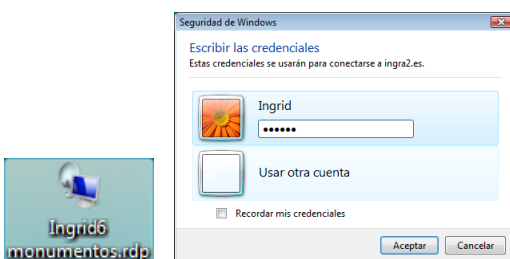 Seguridad de Windows
Escribir las credenciales
Estas credenciales se usarán para conectarse a ingra2.es.
Ingrid
••••••
Usar otra cuenta
Recordar mis credenciales
Aceptar
Cancelar
Ingrid6
monumentos.rdp